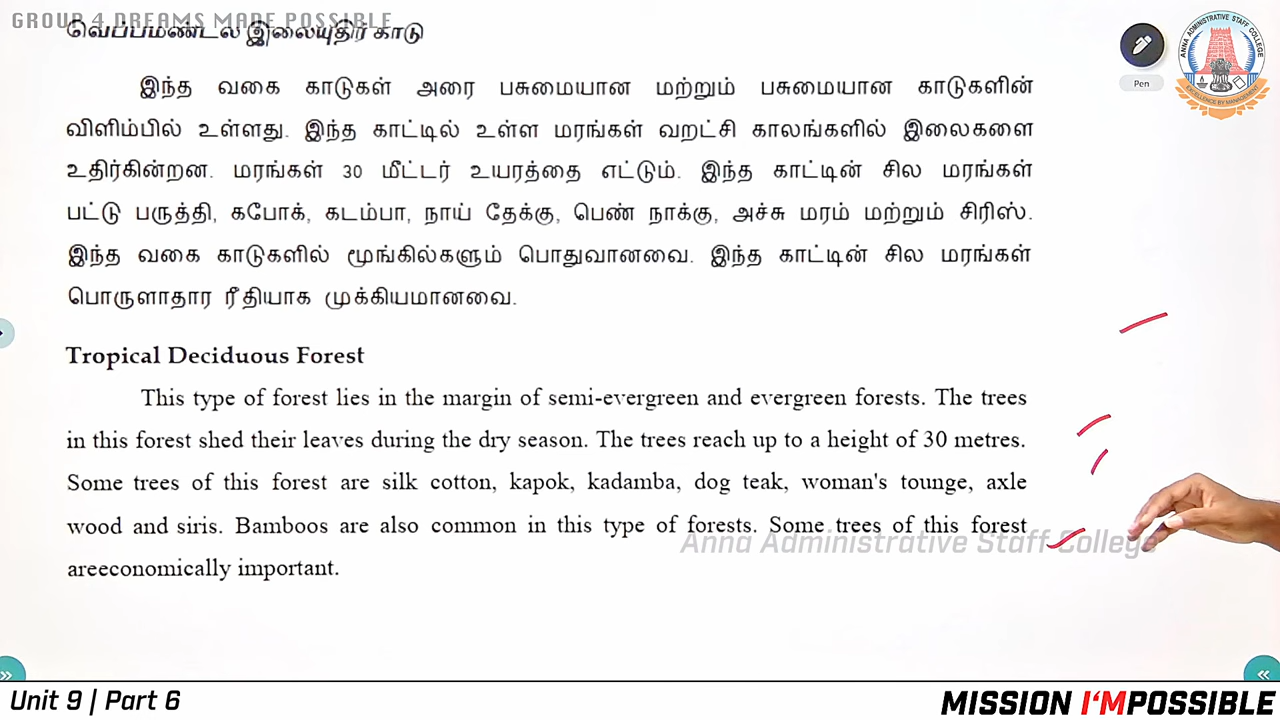 GROUP 4 DREAMS MADE POSSIBLE
வெப்பமண்டல இலையுதிர் காடு
Pen
ANNA ADMINISTRATIVE STAFF COLLEGE
EXCELLENCE BY MANAGEMENT
இந்த வகை காடுகள் அரை பசுமையான மற்றும் பசுமையான காடுகளின்
விளிம்பில் உள்ளது. இந்த காட்டில் உள்ள மரங்கள் வறட்சி காலங்களில் இலைகளை
உதிர்கின்றன. மரங்கள் 30 மீட்டர் உயரத்தை எட்டும். இந்த காட்டின் சில மரங்கள்
பட்டு பருத்தி, கபோக், கடம்பா, நாய் தேக்கு, பெண் நாக்கு, அச்சு மரம் மற்றும் சிரிஸ்.
இந்த வகை காடுகளில் மூங்கில்களும் பொதுவானவை. இந்த காட்டின் சில மரங்கள்
பொருளாதார ரீதியாக முக்கியமானவை.
Tropical Deciduous Forest
This type of forest lies in the margin of semi-evergreen and evergreen forests. The trees
in this forest shed their leaves during the dry season. The trees reach up to a height of 30 metres.
Some trees of this forest are silk cotton, kapok, kadamba, dog teak, woman's tounge, axle
wood and siris. Bamboos are also common in this type of forests. Some trees of this forest
areeconomically important.
Anna Administrative Staff College
Unit 9 | Part 6
MISSION I'MPOSSIBLE